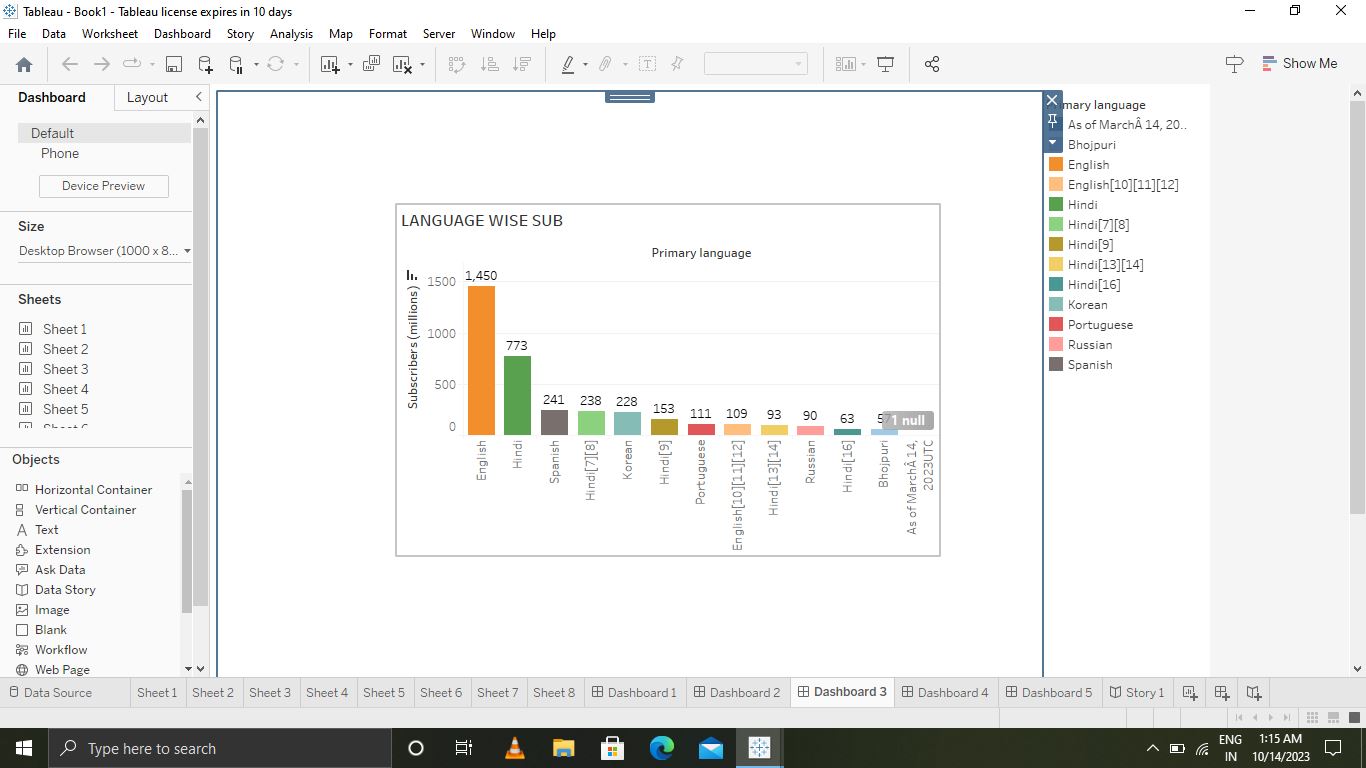 Tableau - Book1 - Tableau license expires in 10 days
File Data Worksheet Dashboard Story Analysis Map Format Server Window Help
Show Me
Dashboard Layout
Default
Phone
Device Preview
Size
Desktop Browser (1000 x 8...
Sheets
Sheet 1
Sheet 2
Sheet 3
Sheet 4
Sheet 5
Objects
Horizontal Container
Vertical Container
Text
Extension
Ask Data
Data Story
Image
Blank
Workflow
Web Page
LANGUAGE WISE SUB
Primary language
Subscribers (millions)
1500
1000
500
0
1,450
773
241
238
228
153
111
109
93
90
63
1 null
English
Hindi
Spanish
Hindi[7][8]
Korean
Hindi[9]
Portuguese
English[10][11][12]
Hindi[13][14]
Russian
Hindi[16]
Bhojpuri
As of MarchÂ 14,
2023UTC
language
As of MarchÂ 14, 20..
Bhojpuri
English
English[10][11][12]
Hindi
Hindi[7][8]
Hindi[9]
Hindi[13][14]
Hindi[16]
Korean
Portuguese
Russian
Spanish
Data Source Sheet 1 Sheet 2 Sheet 3 Sheet 4 Sheet 5 Sheet 6 Sheet 7 Sheet 8 Dashboard 1 Dashboard 2 Dashboard 3 Dashboard 4 Dashboard 5 Story 1
Type here to search
ENG
IN
1:15 AM
10/14/2023